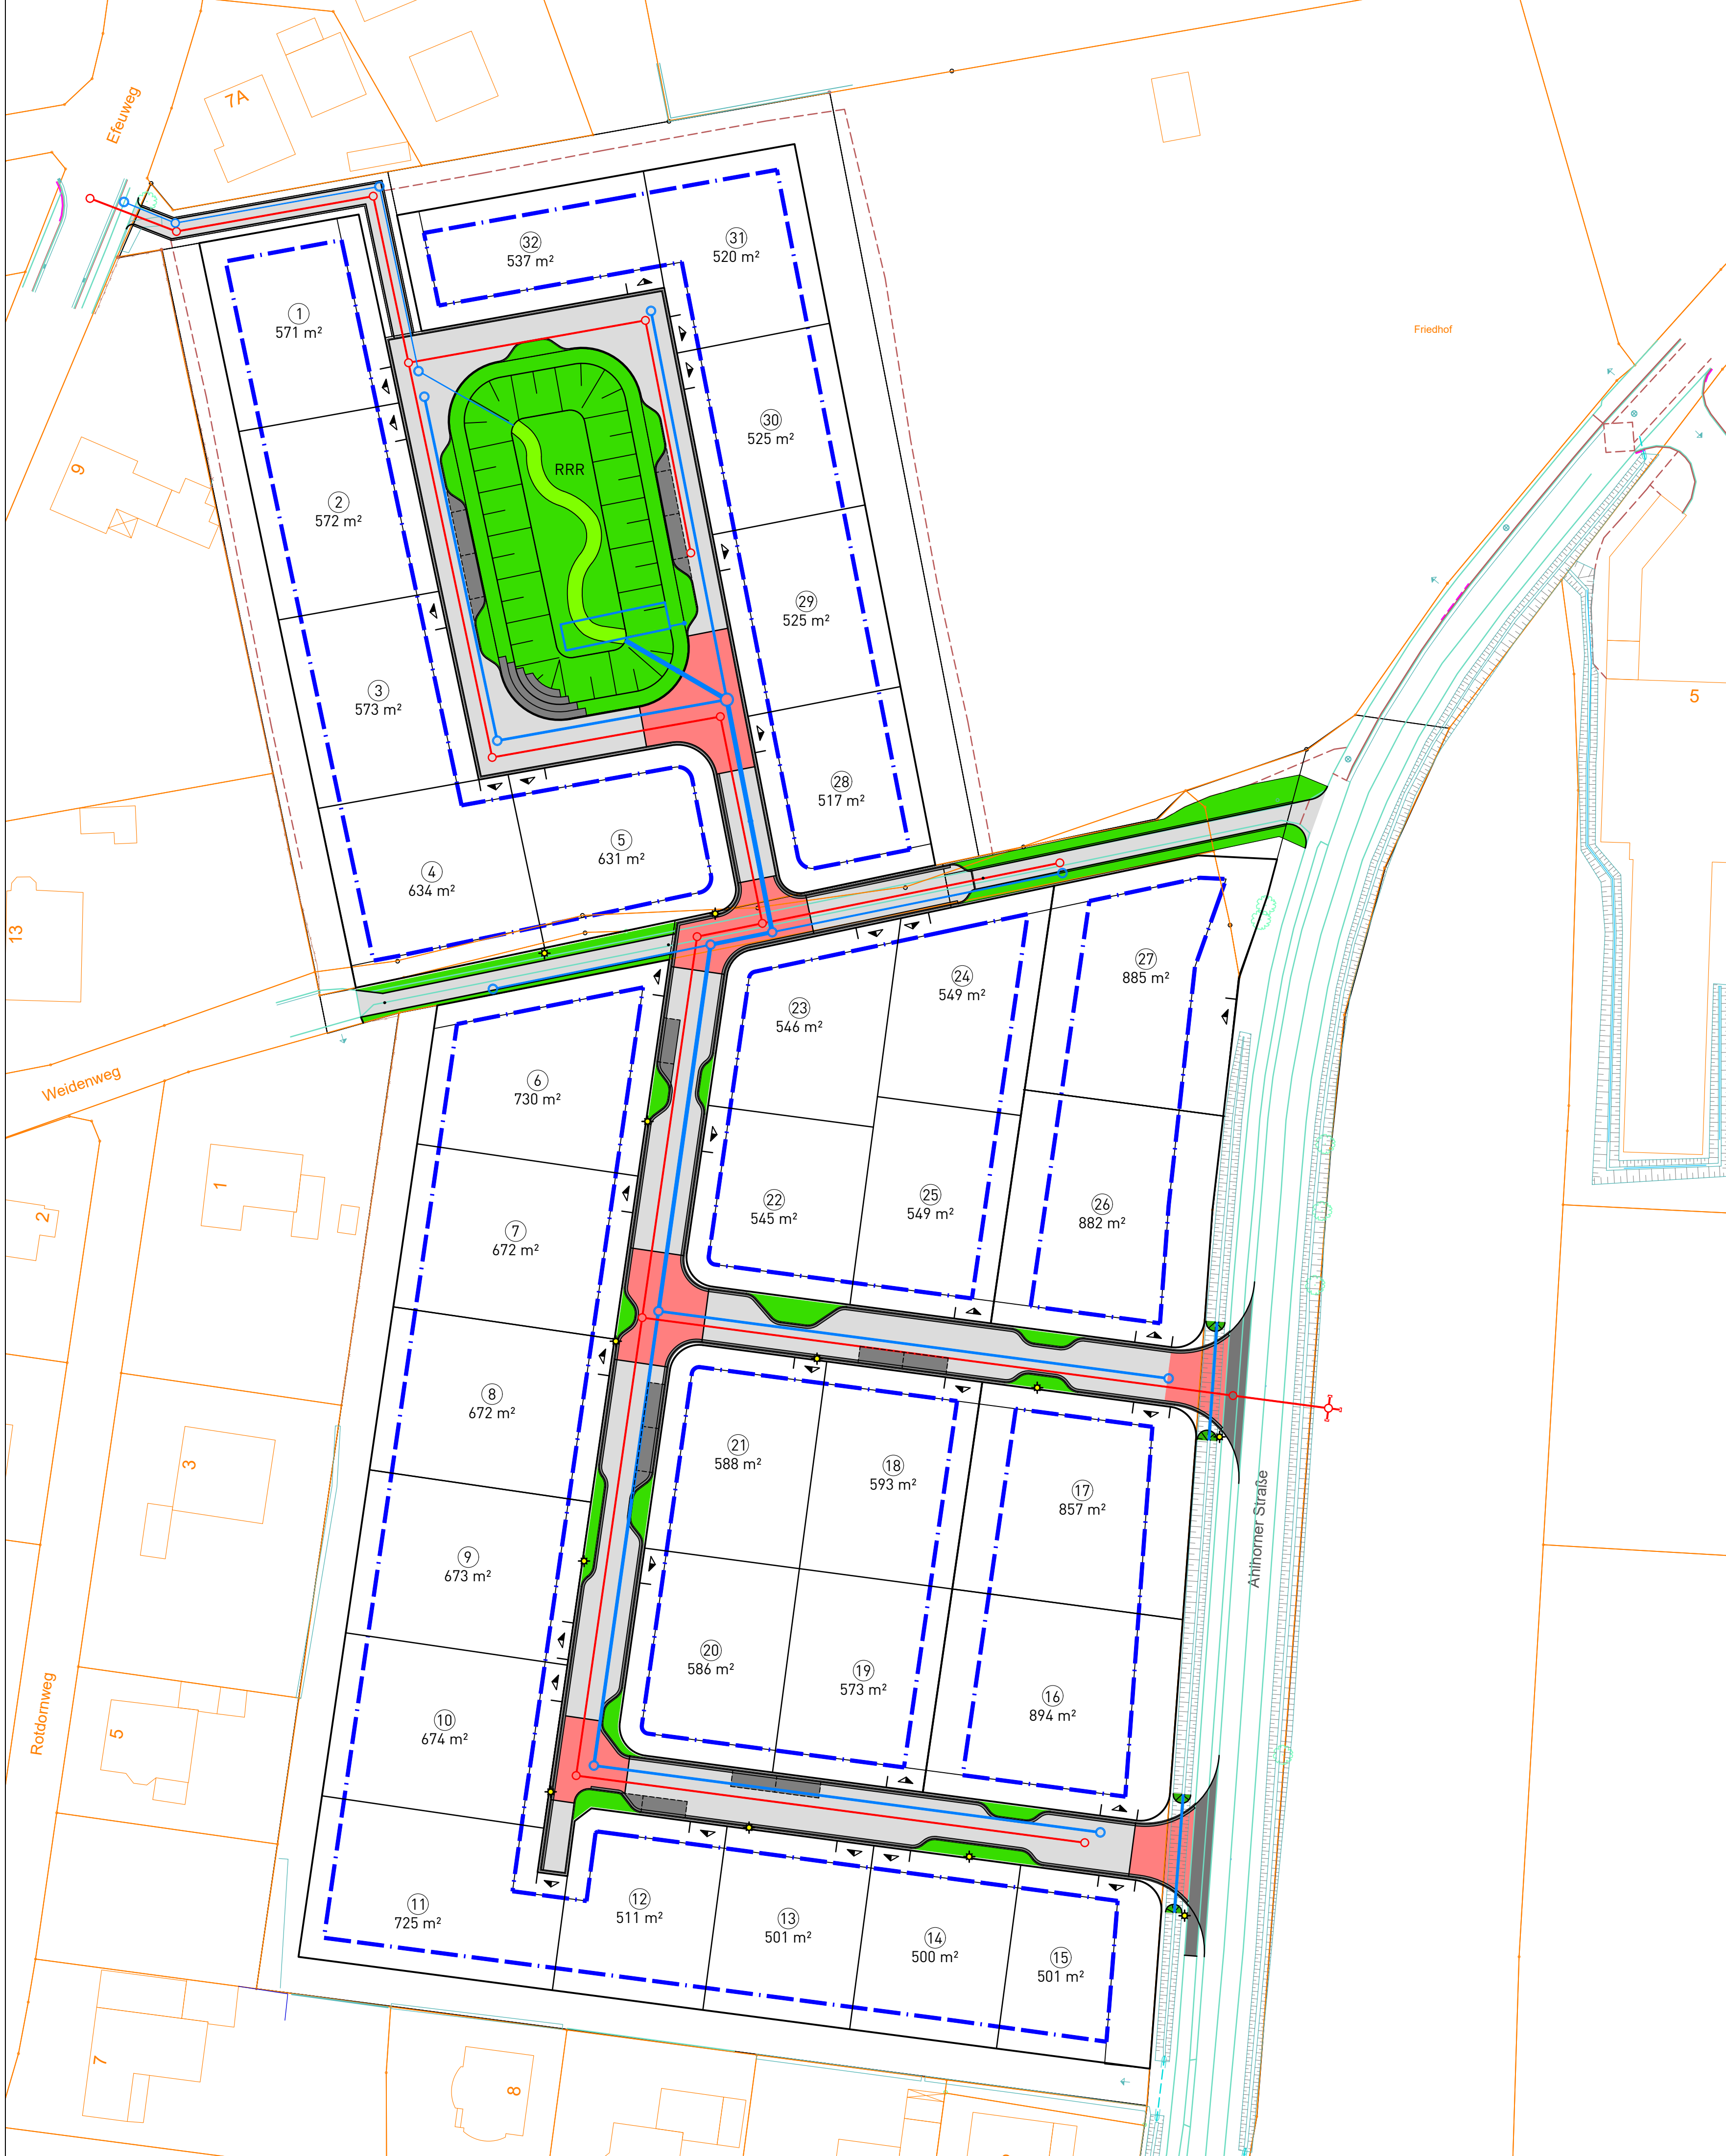 7A
Efeuweg
32
537 m²
31
520 m²
1
571 m²
Friedhof
30
525 m²
RRR
9
2
572 m²
29
525 m²
3
573 m²
5
28
517 m²
5
631 m²
4
634 m²
13
27
885 m²
24
549 m²
23
546 m²
Weidenweg
6
730 m²
1
2
22
545 m²
25
549 m²
26
882 m²
7
672 m²
8
672 m²
21
588 m²
18
593 m²
17
857 m²
3
Ahlhorner Straße
9
673 m²
20
586 m²
19
573 m²
16
894 m²
Rotdornweg
5
10
674 m²
11
725 m²
12
511 m²
13
501 m²
14
500 m²
15
501 m²
7
8